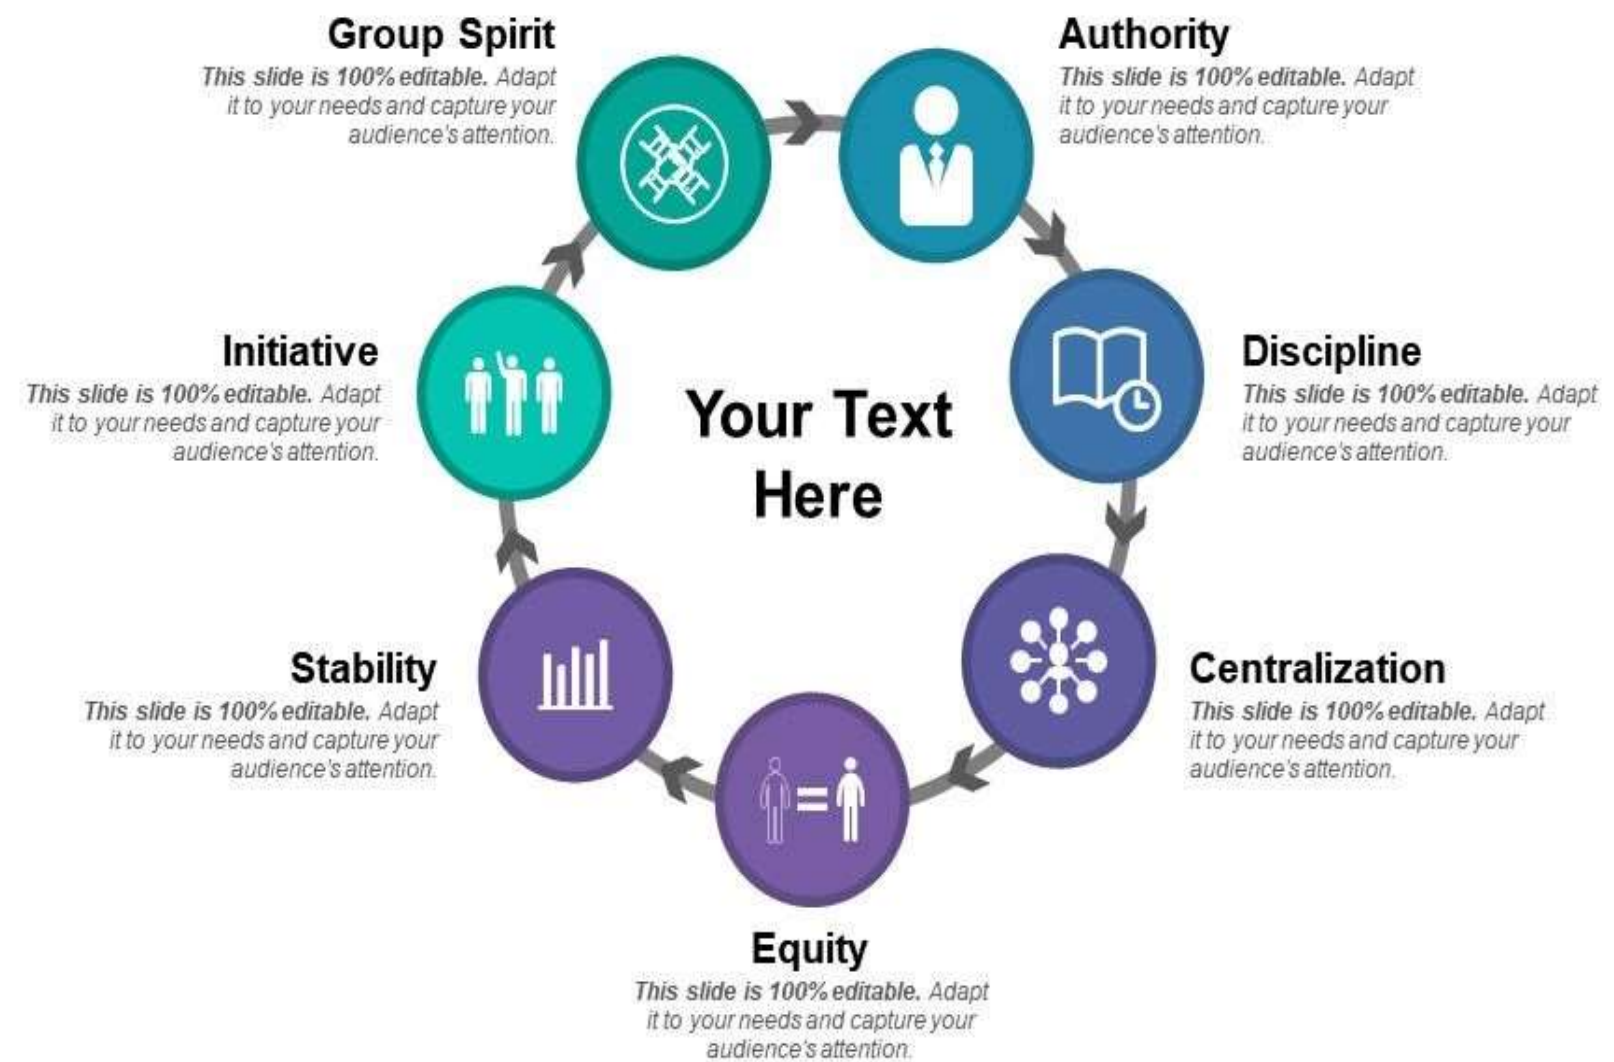 Group Spirit
This slide is 100% editable. Adapt
it to your needs and capture your
audience's attention.
Authority
This slide is 100% editable. Adapt
it to your needs and capture your
audience's attention.
Discipline
This slide is 100% editable. Adapt
it to your needs and capture your
audience's attention.
Centralization
This slide is 100% editable. Adapt
it to your needs and capture your
audience's attention.
Equity
This slide is 100% editable. Adapt
it to your needs and capture your
audience's attention.
Stability
This slide is 100% editable. Adapt
it to your needs and capture your
audience's attention.
Initiative
This slide is 100% editable. Adapt
it to your needs and capture your
audience's attention.
Your Text
Here